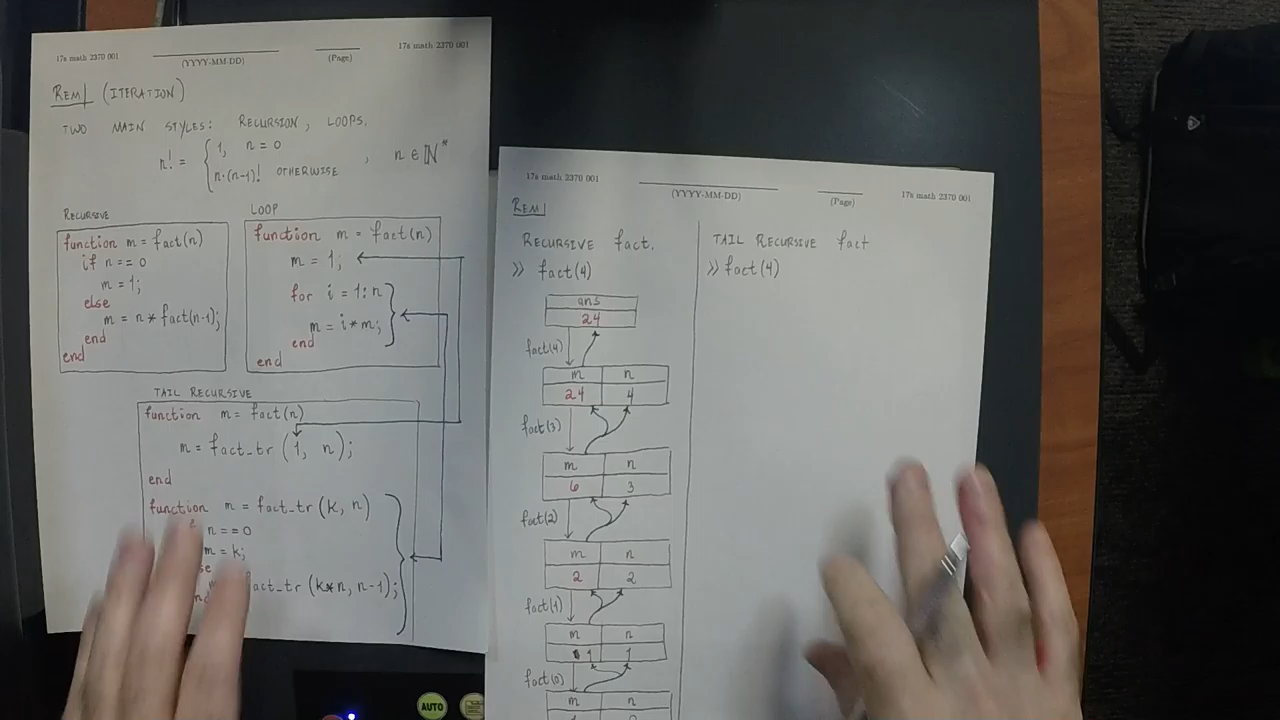 17s math 2370 001
(YYYY-MM-DD)
(Page)
17s math 2370 001
REM (ITERATION)
TWO MAIN STYLES: RECURSION, LOOPS.
n! = { 1, n = 0
n·(n-1)! OTHERWISE , n ∈ ℕ*
RECURSIVE
function m = fact(n)
if n == 0
m = 1;
else
m = n * fact(n-1);
end
end
LOOP
function m = fact(n)
m = 1;
for i = 1:n
m = i * m;
end
end
TAIL RECURSIVE
function m = fact(n)
m = fact_tr (1, n);
end
function m = fact_tr (k, n)
n == 0
m = k;
fact_tr (k*n, n-1);
17s math 2370 001
(YYYY-MM-DD)
(Page)
17s math 2370 001
REM
RECURSIVE fact.
>> fact(4)
ans
24
fact(4)
m n
24 4
fact(3)
m n
6 3
fact(2)
m n
2 2
fact(1)
m n
1 1
fact(0)
m n
TAIL RECURSIVE fact
>> fact(4)
AUTO